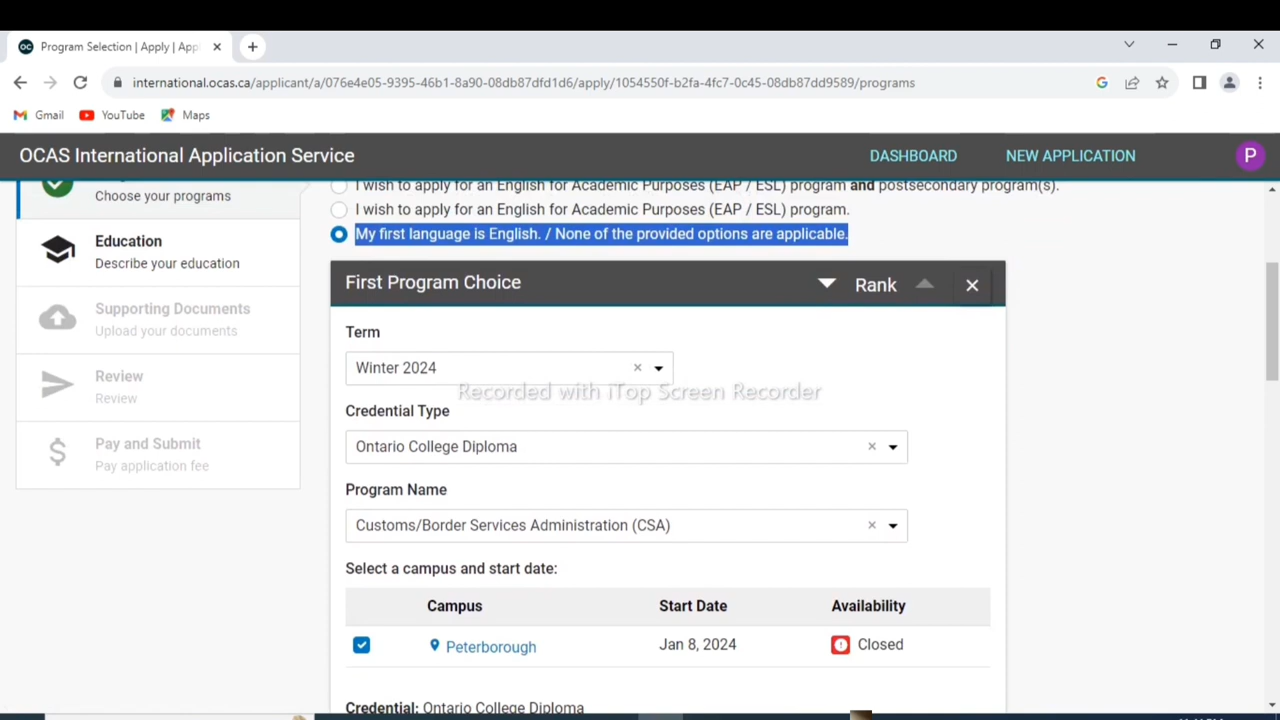 Program Selection | Apply | App
international.ocas.ca/applicant/a/076e4e05-9395-46b1-8a90-08db87dfd1d6/apply/1054550f-b2fa-4fc7-0c45-08db87dd9589/programs
Gmail YouTube Maps
OCAS International Application Service DASHBOARD NEW APPLICATION P
I wish to apply for an English for Academic Purposes (EAP / ESL) program and postsecondary program(s).
Choose your programs
I wish to apply for an English for Academic Purposes (EAP / ESL) program.
My first language is English. / None of the provided options are applicable.
Education
Describe your education
Supporting Documents
Upload your documents
Review
Review
Pay and Submit
Pay application fee
First Program Choice Rank
Term
Winter 2024
Recorded with iTop Screen Recorder
Credential Type
Ontario College Diploma
Program Name
Customs/Border Services Administration (CSA)
Select a campus and start date:
Campus Start Date Availability
Peterborough Jan 8, 2024 Closed
Credential: Ontario College Diploma